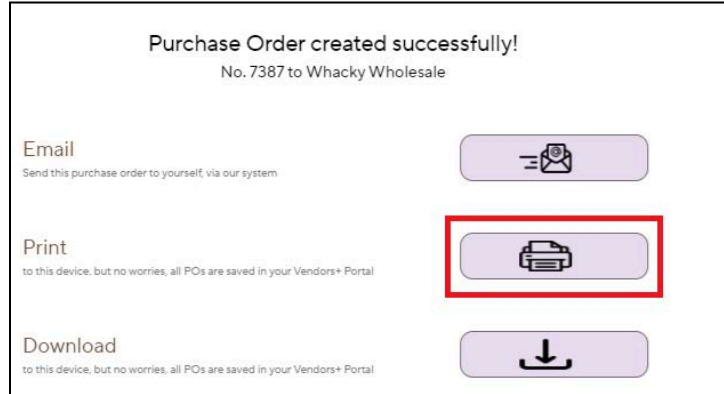 Purchase Order created successfully!
No. 7387 to Whacky Wholesale
Email
Send this purchase order to yourself, via our system
Print
to this device, but no worries, all POs are saved in your Vendors+ Portal
Download
to this device, but no worries, all POs are saved in your Vendors+ Portal